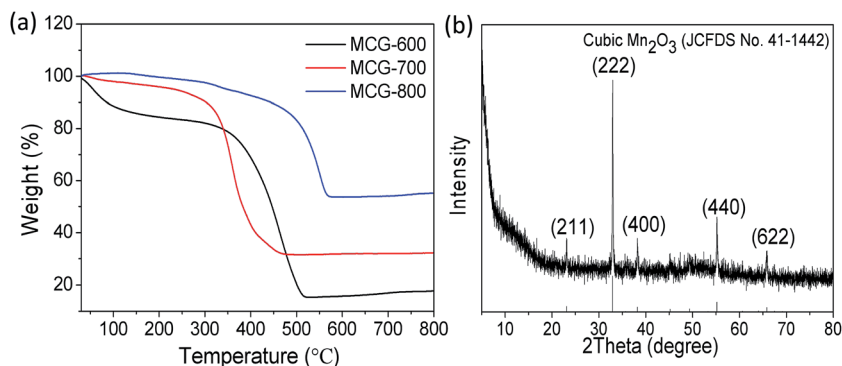 (a)
MCG-600
MCG-700
MCG-800
Weight (%)
120
100
80
60
40
20
100 200 300 400 500 600 700 800
Temperature (°C)
(b)
Cubic Mn2O3 (JCFDS No. 41-1442)
(222)
(211)
(400)
(440)
(622)
Intensity
10 20 30 40 50 60 70 80
2Theta (degree)